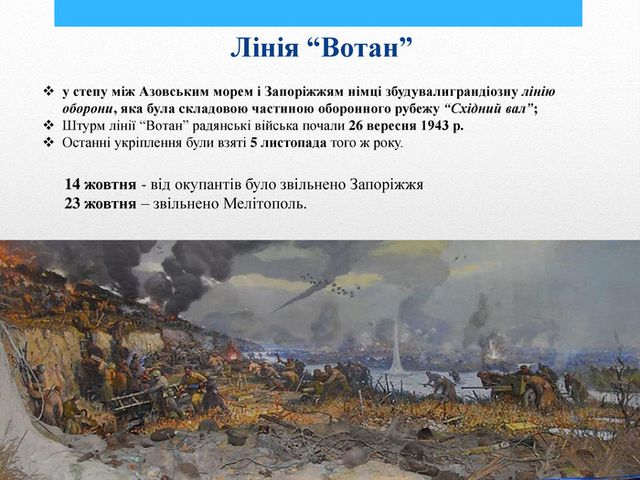 Лінія “Вотан”
❖ у степу між Азовським морем і Запоріжжям німці збудувалиграндіозну лінію
оборони, яка була складовою частиною оборонного рубежу “Східний вал”;
❖ Штурм лінії “Вотан” радянські війська почали 26 вересня 1943 р.
❖ Останні укріплення були взяті 5 листопада того ж року.
14 жовтня - від окупантів було звільнено Запоріжжя
23 жовтня – звільнено Мелітополь.